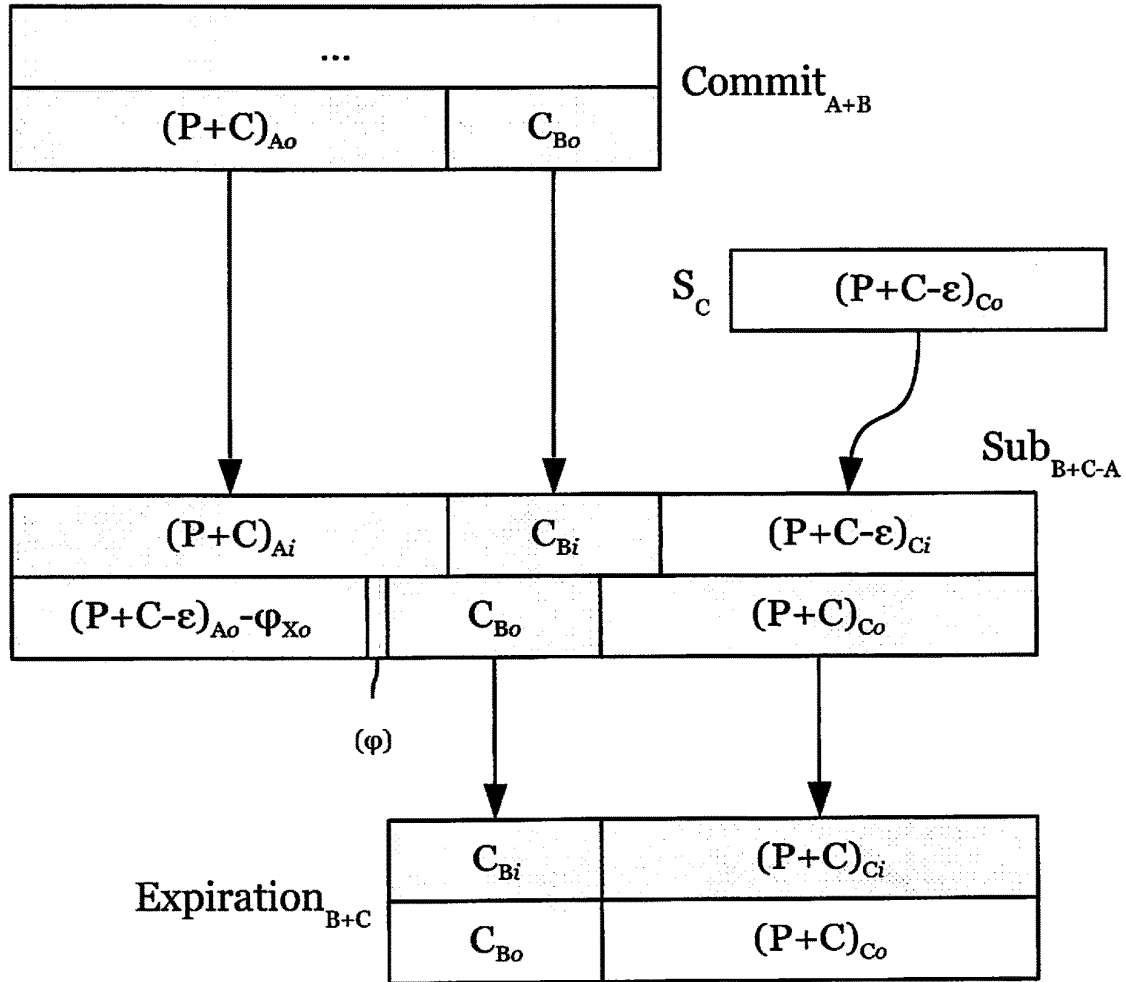 ...
Commit_A+B
(P+C)_Ao C_Bo
S_C (P+C-ε)_Co
Sub_B+C-A
(P+C)_Ai C_Bi (P+C-ε)_Ci
(P+C-ε)_Ao-φ_Xo C_Bo (P+C)_Co
(φ)
C_Bi (P+C)_Ci
Expiration_B+C
C_Bo (P+C)_Co